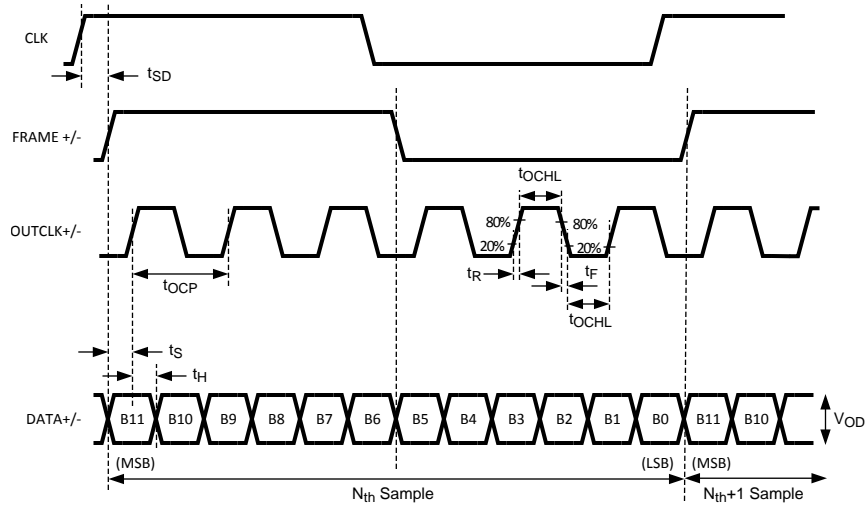 CLK
tSD
FRAME +/-
tOCHL
OUTCLK+/-
80%
80%
20%
20%
tR
tF
tOCP
tOCHL
tS
tH
DATA+/-
B11 B10 B9 B8 B7 B6 B5 B4 B3 B2 B1 B0 B11 B10
VOD
(MSB) (LSB) (MSB)
Nth Sample
Nth+1 Sample